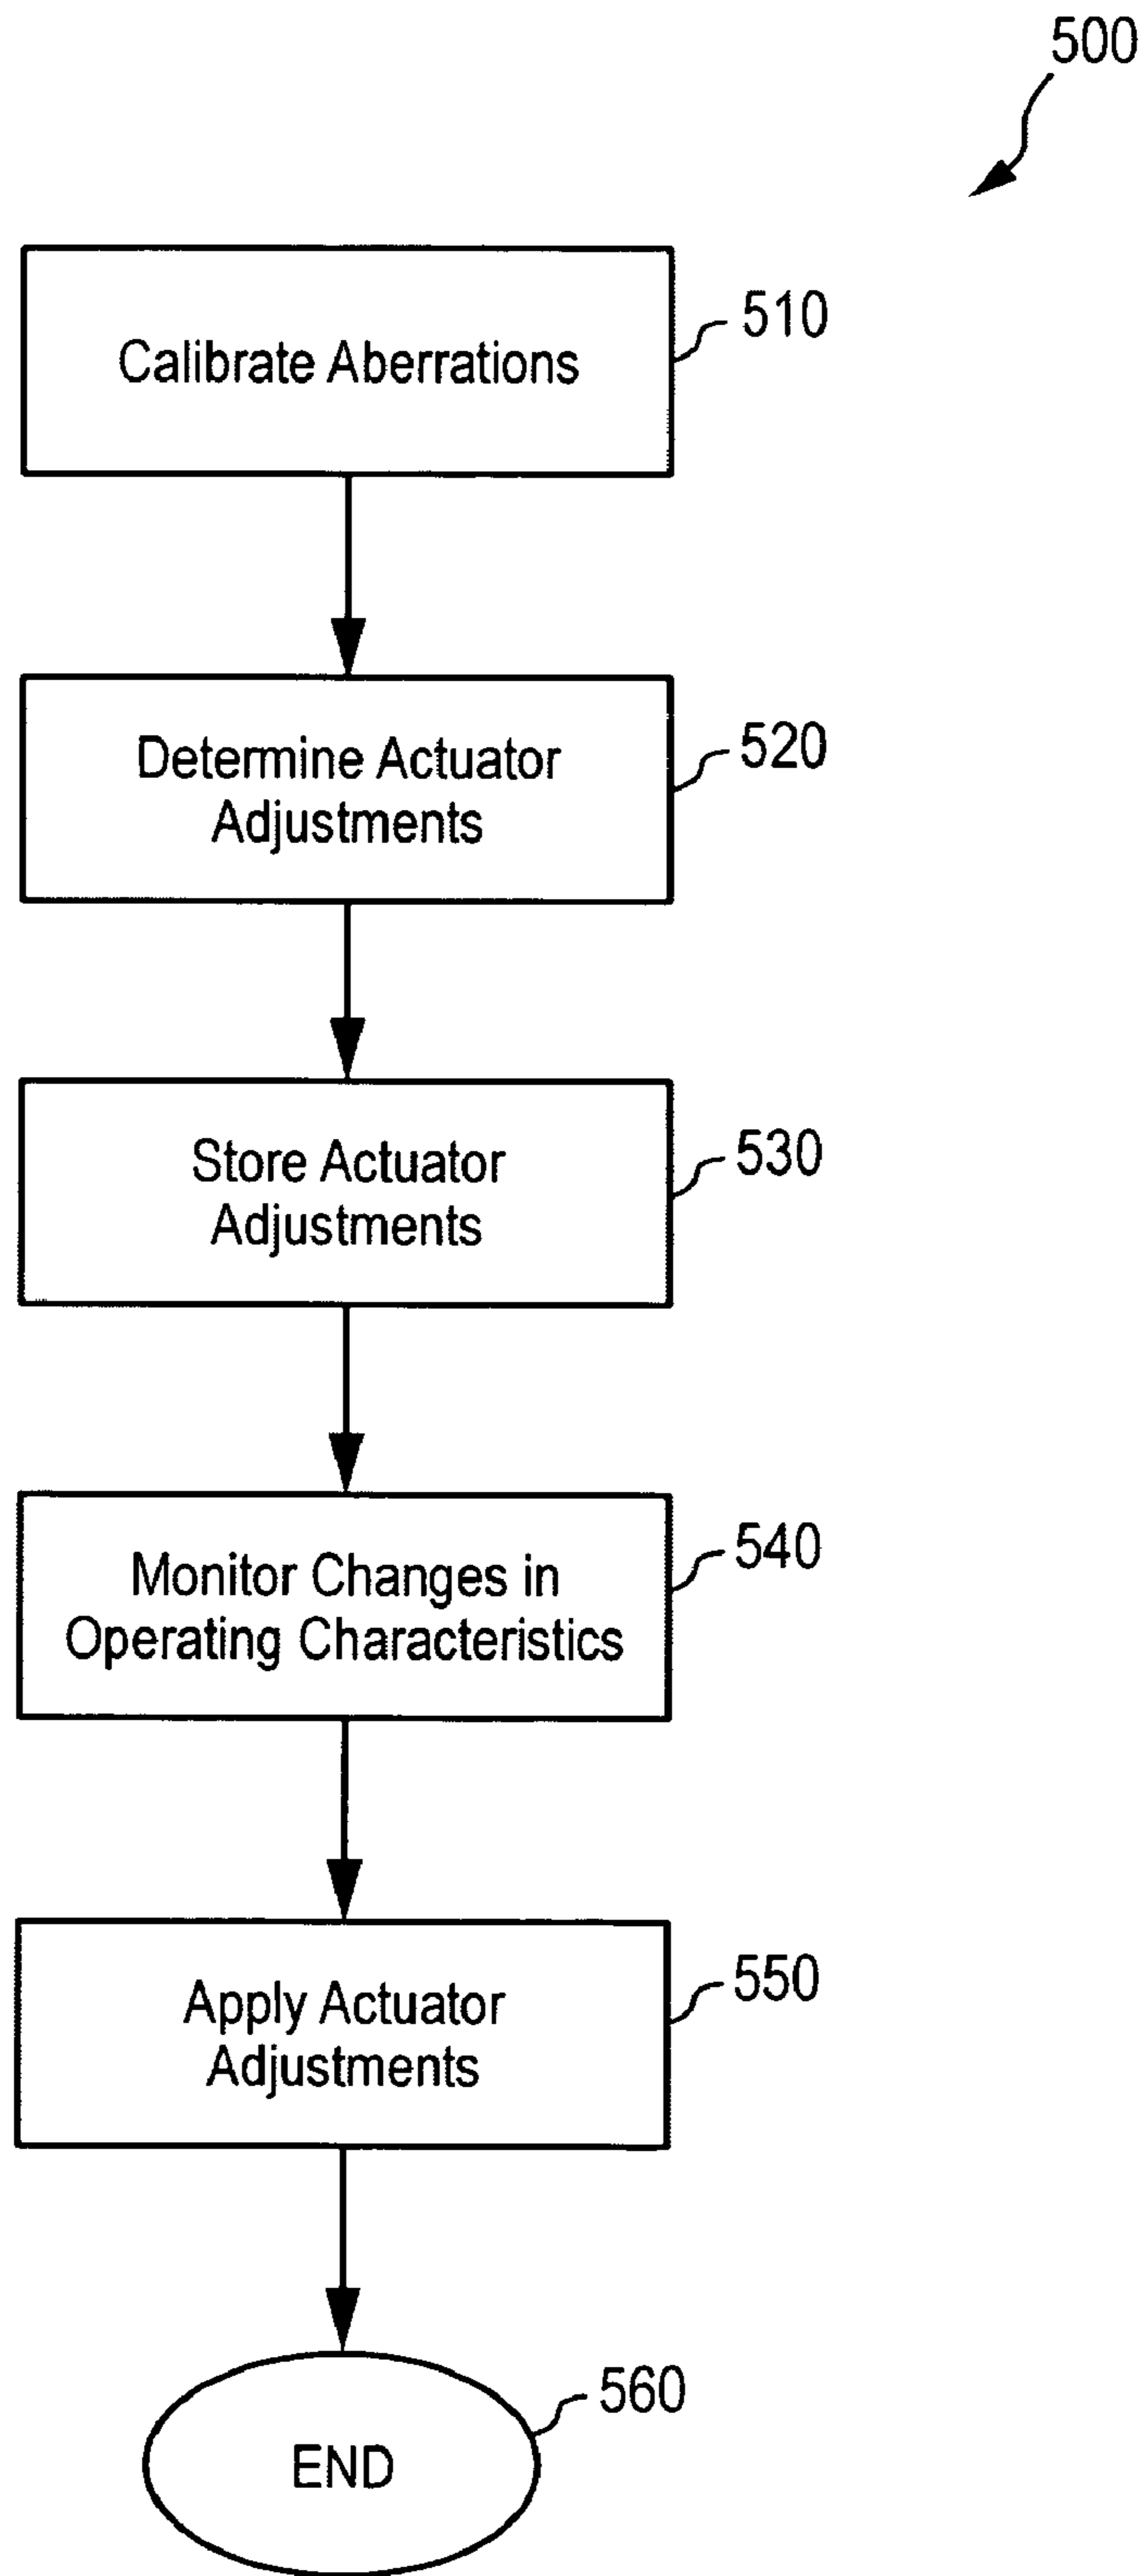 500
Calibrate Aberrations
510
Determine Actuator
Adjustments
520
Store Actuator
Adjustments
530
Monitor Changes in
Operating Characteristics
540
Apply Actuator
Adjustments
550
END
560